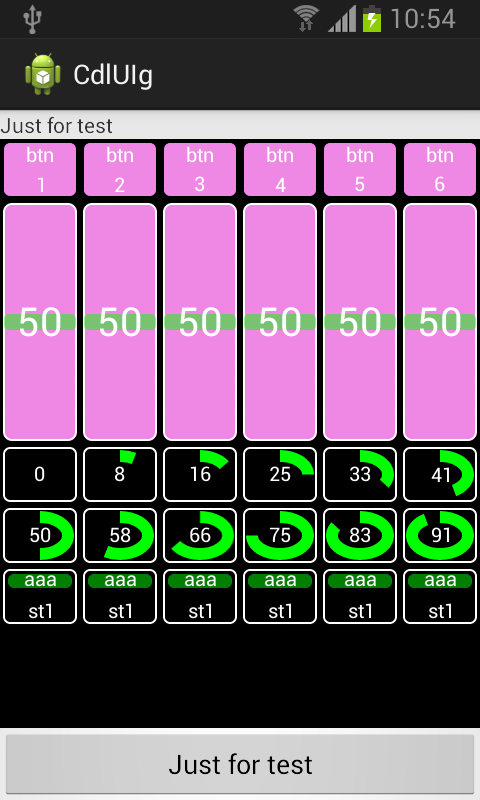 10:54
CdlUIg
Just for test
btn btn btn btn btn btn
1 2 3 4 5 6
50 50 50 50 50 50
0 8 16 25 33 41
50 58 66 75 83 91
aaa aaa aaa aaa aaa aaa
st1 st1 st1 st1 st1 st1
Just for test